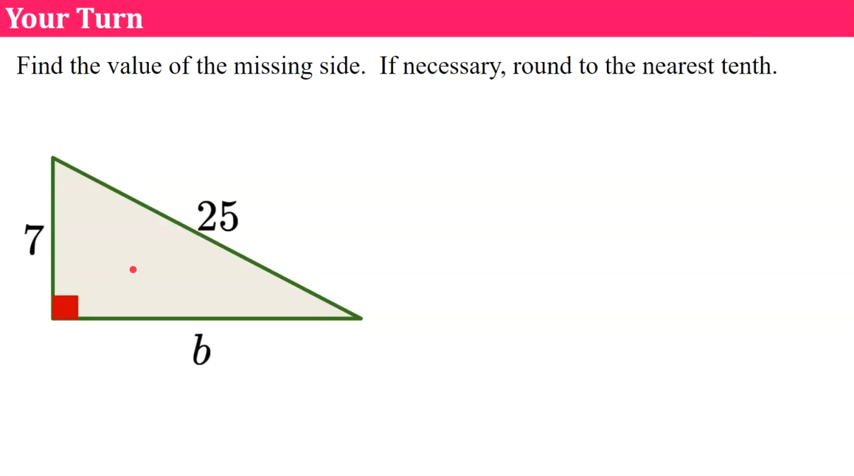 Your Turn
Find the value of the missing side.  If necessary, round to the nearest tenth.
25
7
b